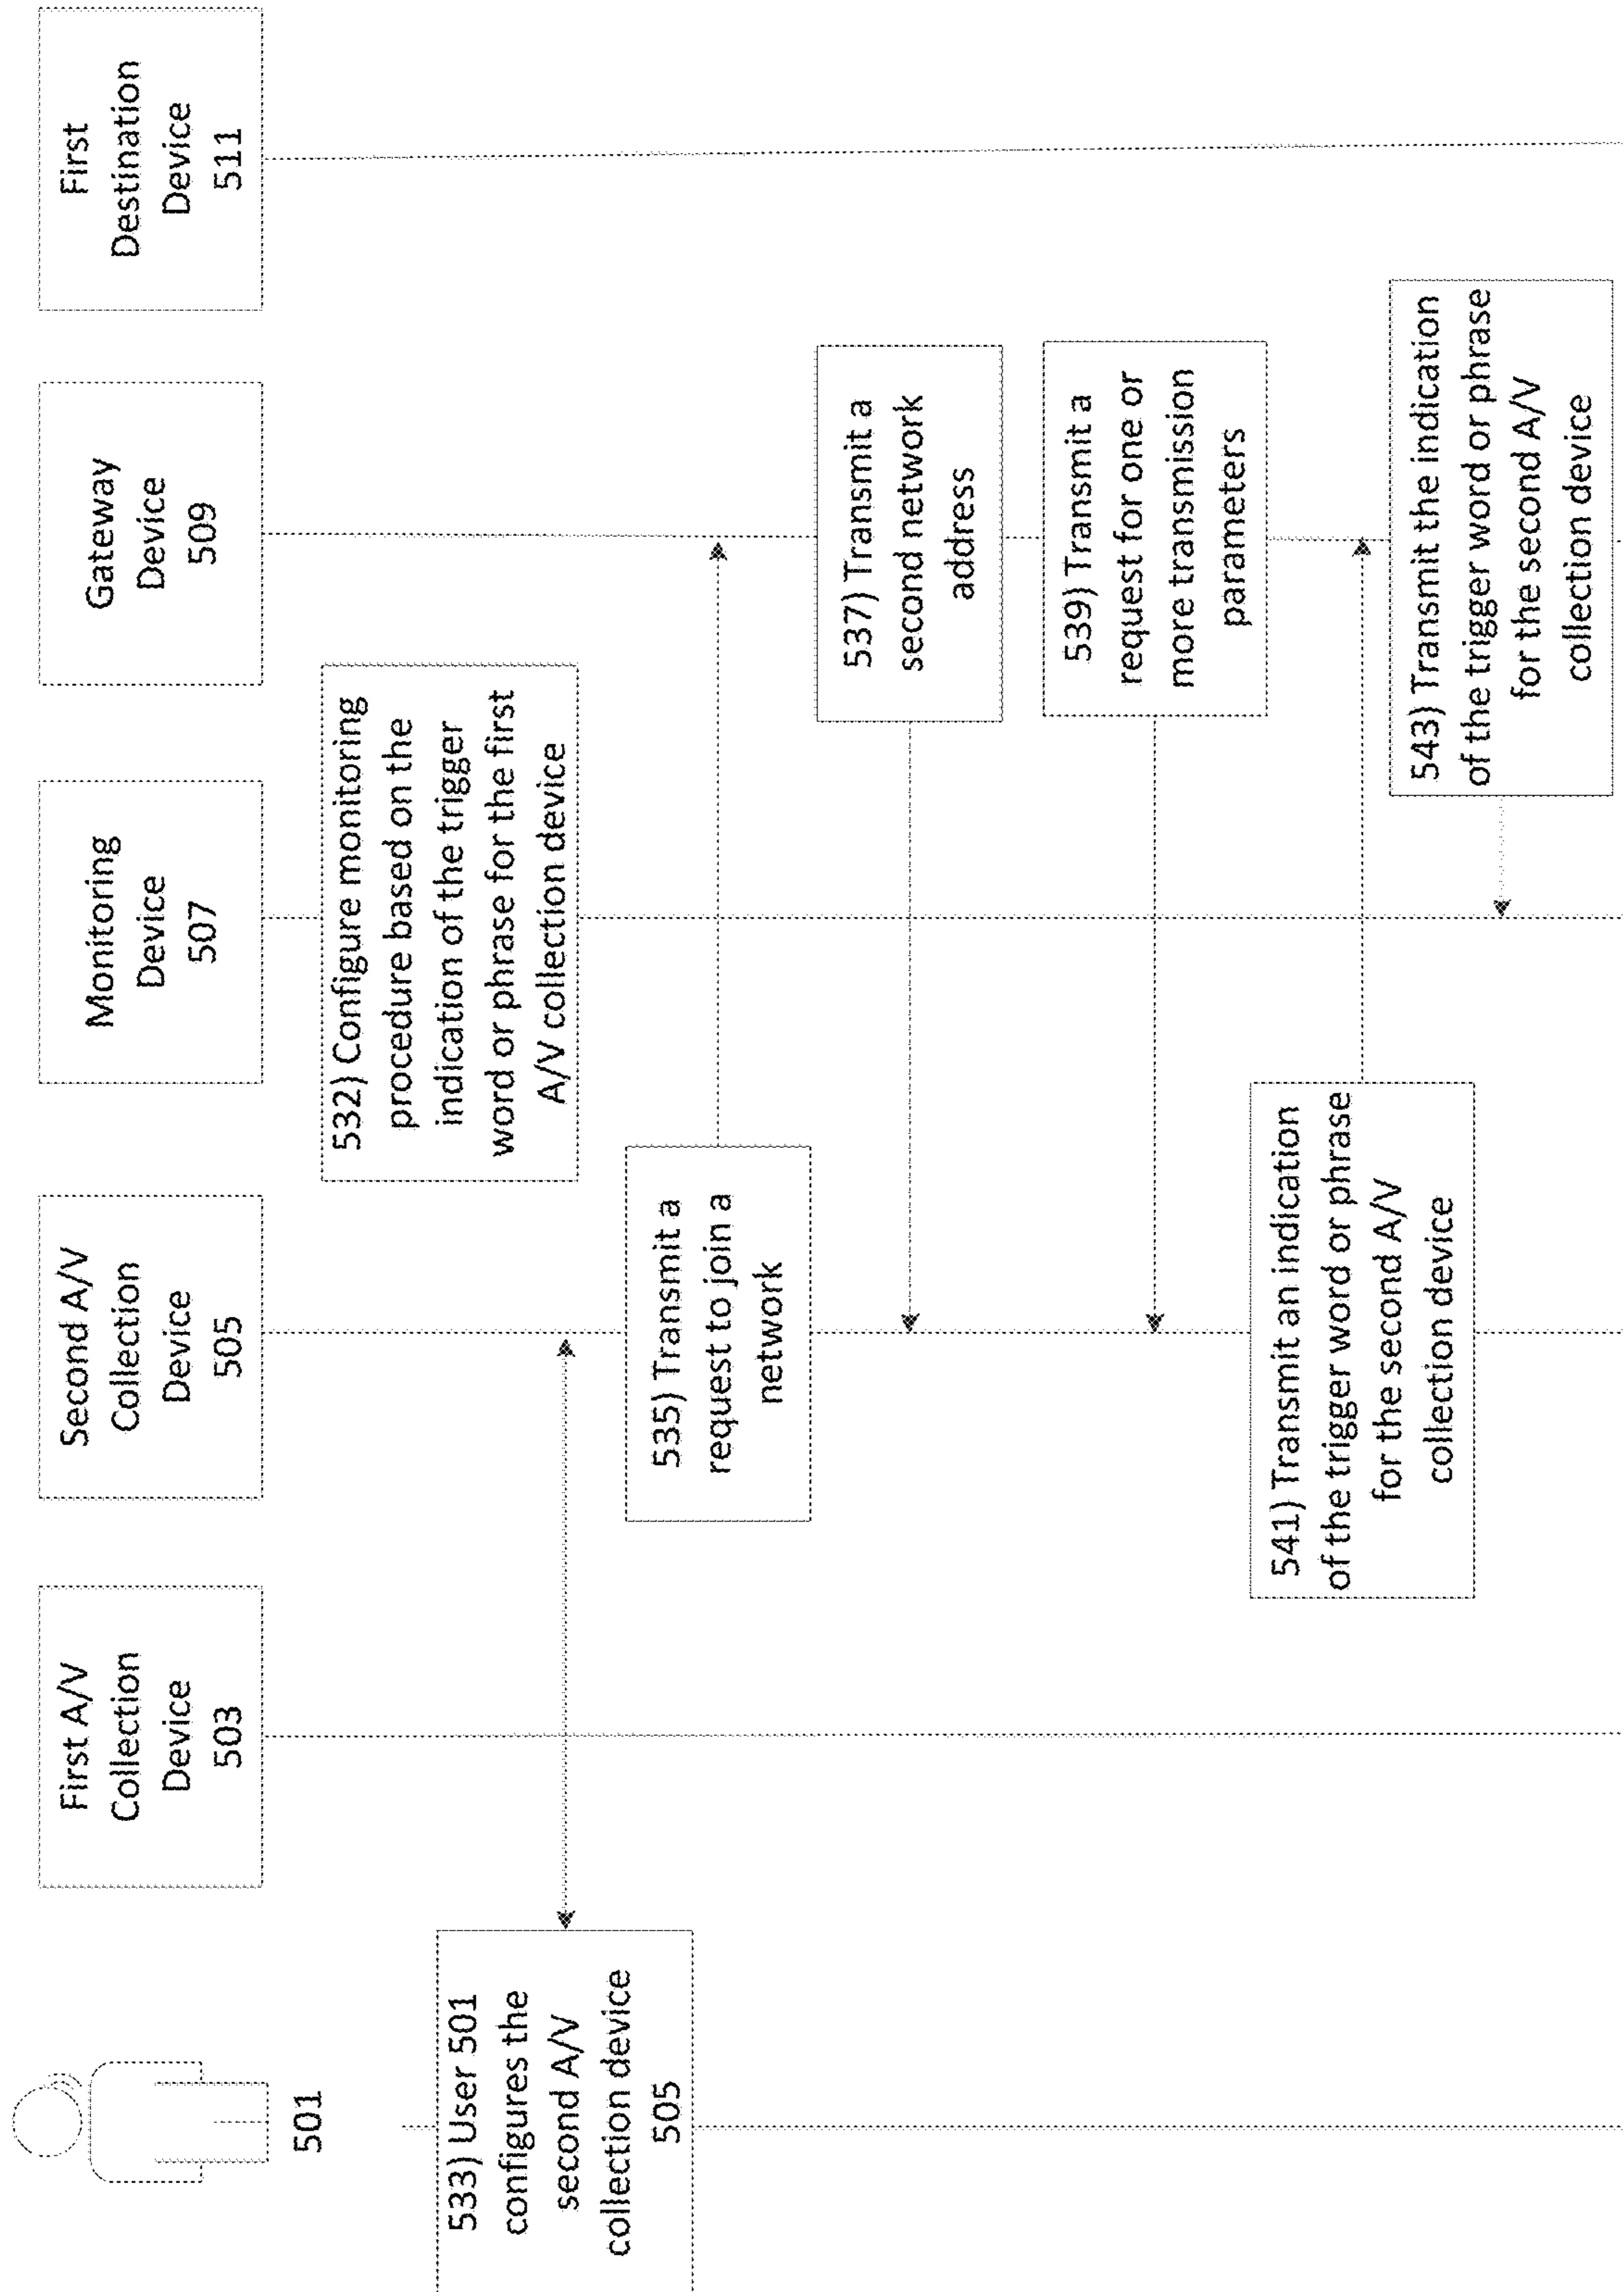 501
First A/V
Collection
Device
503
Second A/V
Collection
Device
505
Monitoring
Device
507
Gateway
Device
509
First
Destination
Device
511
532) Configure monitoring
procedure based on the
indication of the trigger
word or phrase for the first
A/V collection device
533) User 501
configures the
second A/V
collection device
505
535) Transmit a
request to join a
network
537) Transmit a
second network
address
539) Transmit a
request for one or
more transmission
parameters
541) Transmit an indication
of the trigger word or phrase
for the second A/V
collection device
543) Transmit the indication
of the trigger word or phrase
for the second A/V
collection device